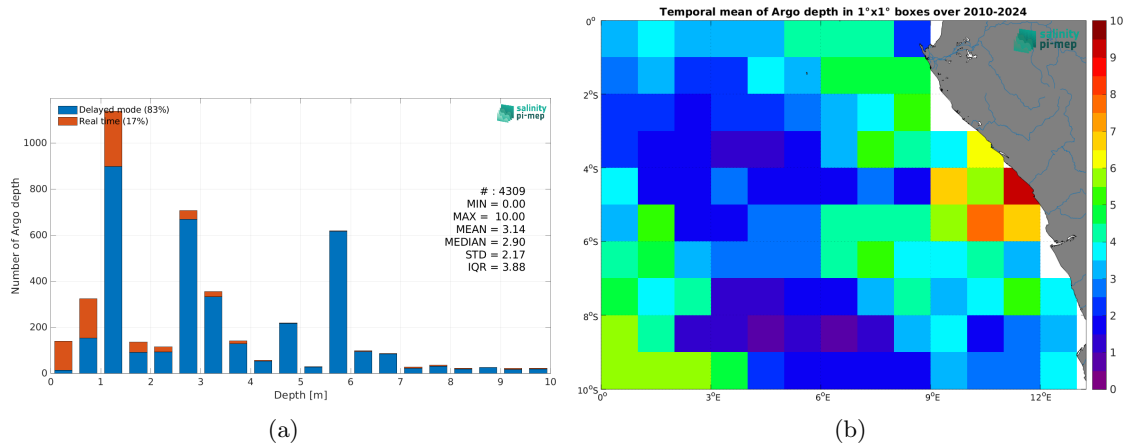 Delayed mode (83%)
Real time (17%)
salinity
pi-mep
# : 4309
MIN = 0.00
MAX = 10.00
MEAN = 3.14
MEDIAN = 2.90
STD = 2.17
IQR = 3.88
Number of Argo depth
1000
800
600
400
200
0
0 1 2 3 4 5 6 7 8 9 10
Depth [m]
(a)
Temporal mean of Argo depth in 1°x1° boxes over 2010-2024
salinity
pi-mep
0°
2°S
4°S
6°S
8°S
10°S
0° 3°E 6°E 9°E 12°E
10
9
8
7
6
5
4
3
2
1
0
(b)